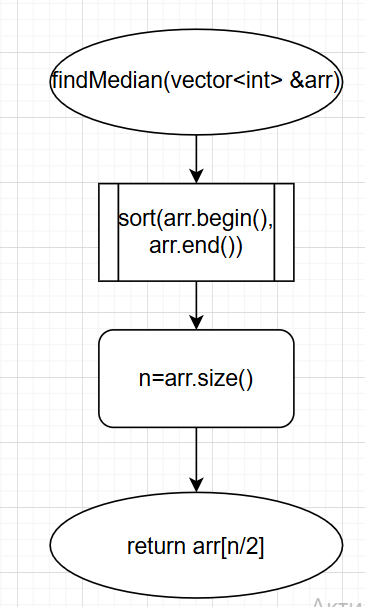 findMedian(vector<int> &arr)
sort(arr.begin(),
arr.end())
n=arr.size()
return arr[n/2]